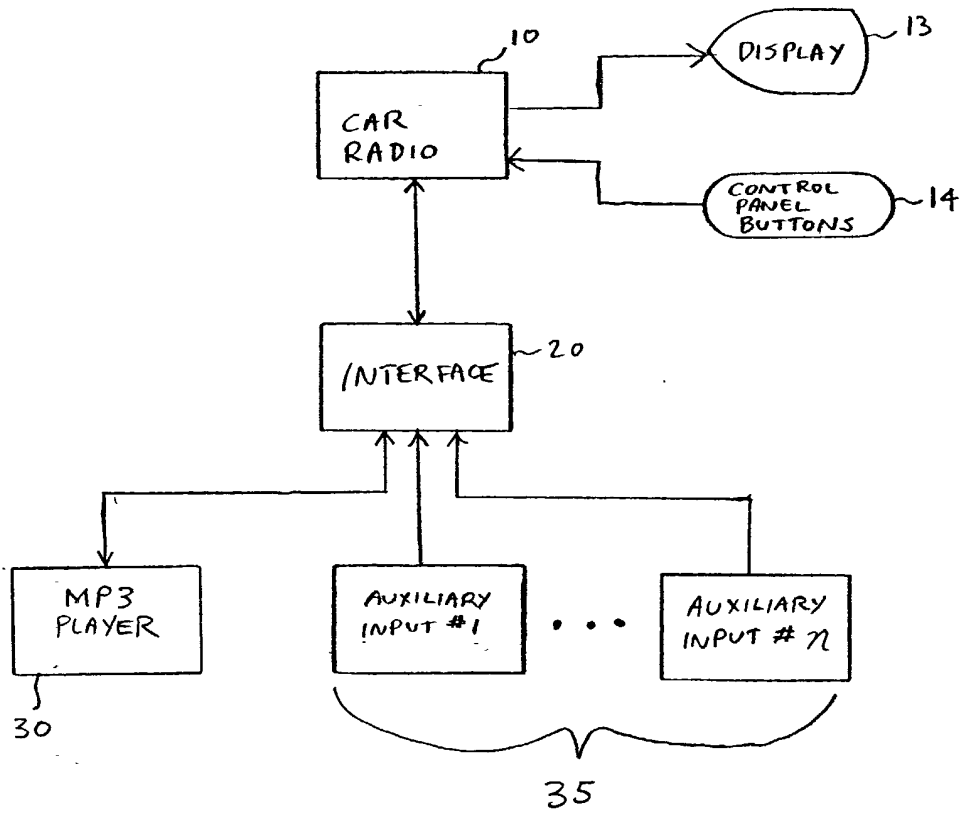 10
CAR
RADIO
DISPLAY
13
CONTROL
PANEL
BUTTONS
14
INTERFACE
20
MP3
PLAYER
30
AUXILIARY
INPUT #1
• • •
AUXILIARY
INPUT # n
35